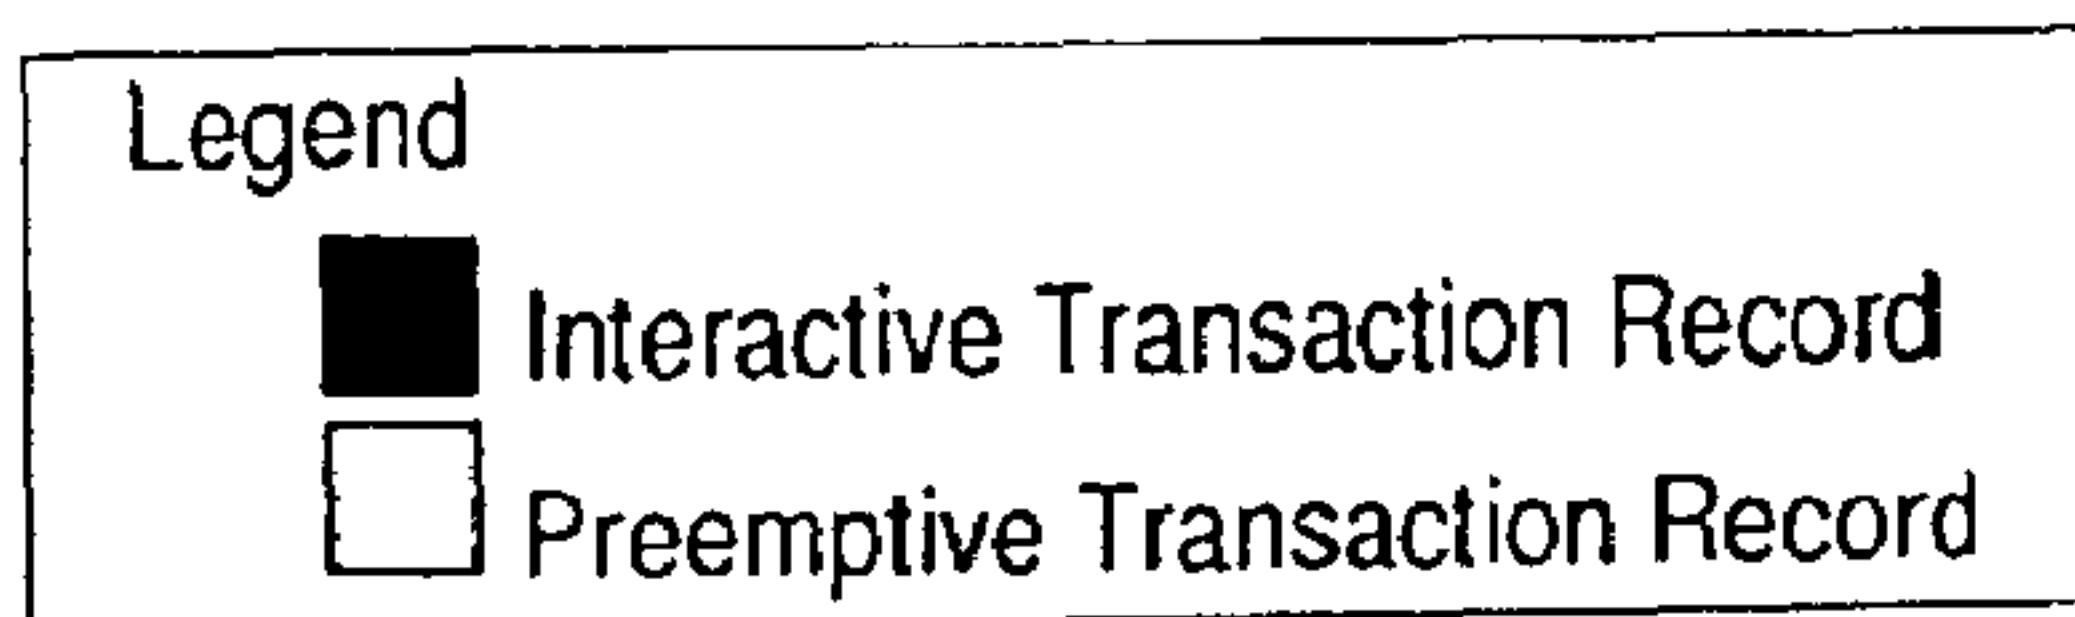 Legend
Interactive Transaction Record
Preemptive Transaction Record